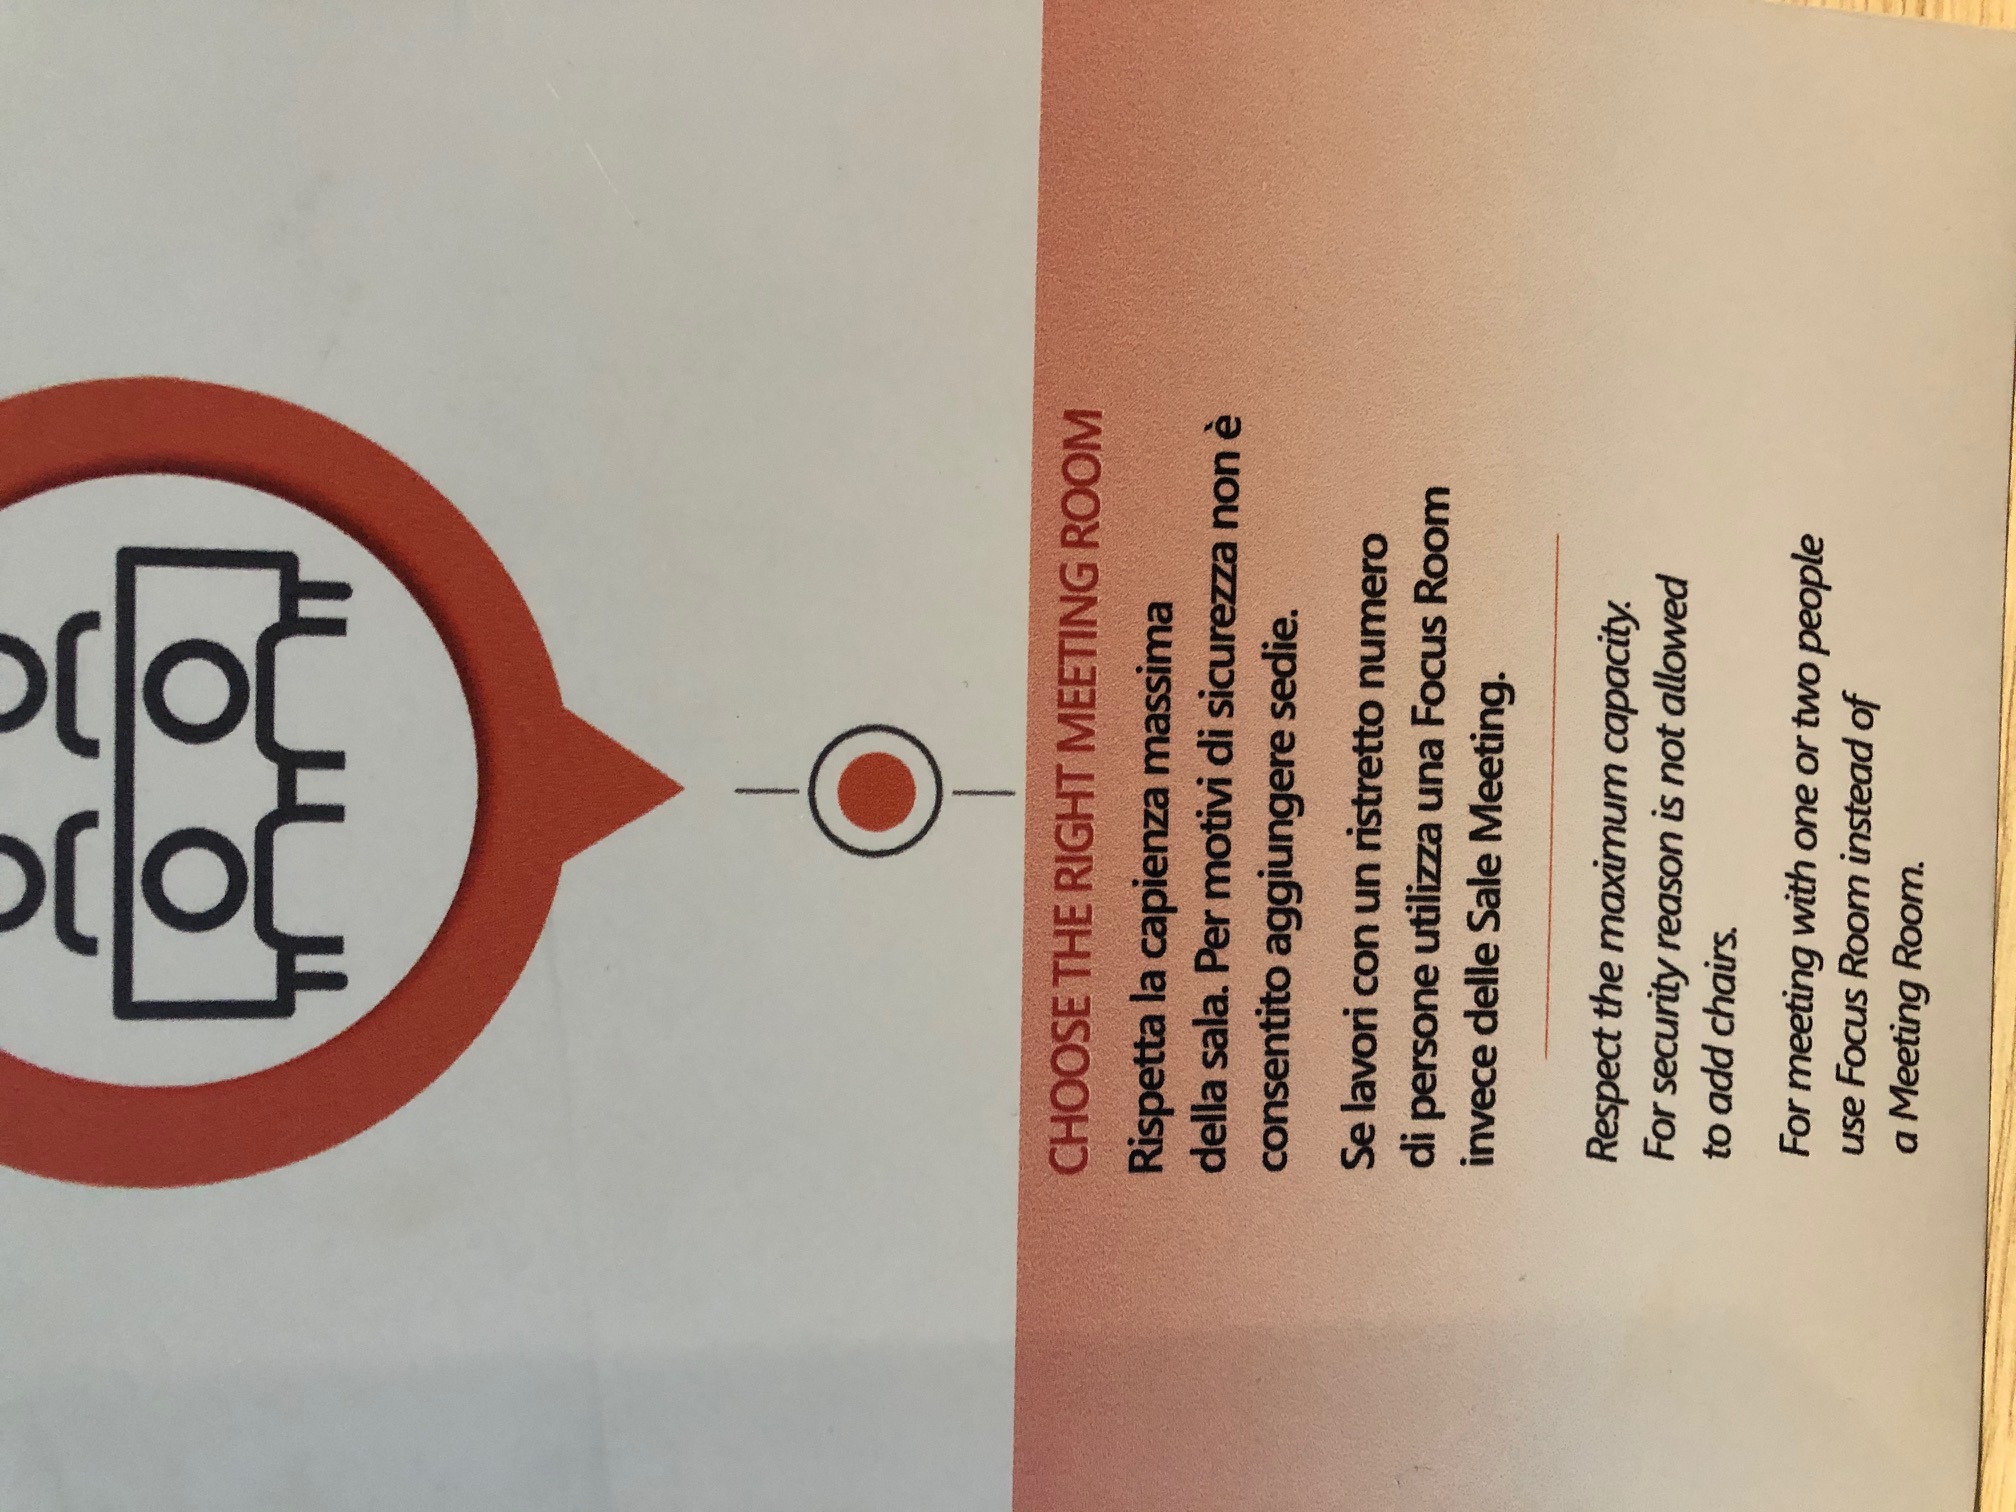 CHOOSE THE RIGHT MEETING ROOM
Rispetta la capienza massima
della sala. Per motivi di sicurezza non è
consentito aggiungere sedie.
Se lavori con un ristretto numero
di persone utilizza una Focus Room
invece delle Sale Meeting.
Respect the maximum capacity.
For security reason is not allowed
to add chairs.
For meeting with one or two people
use Focus Room instead of
a Meeting Room.